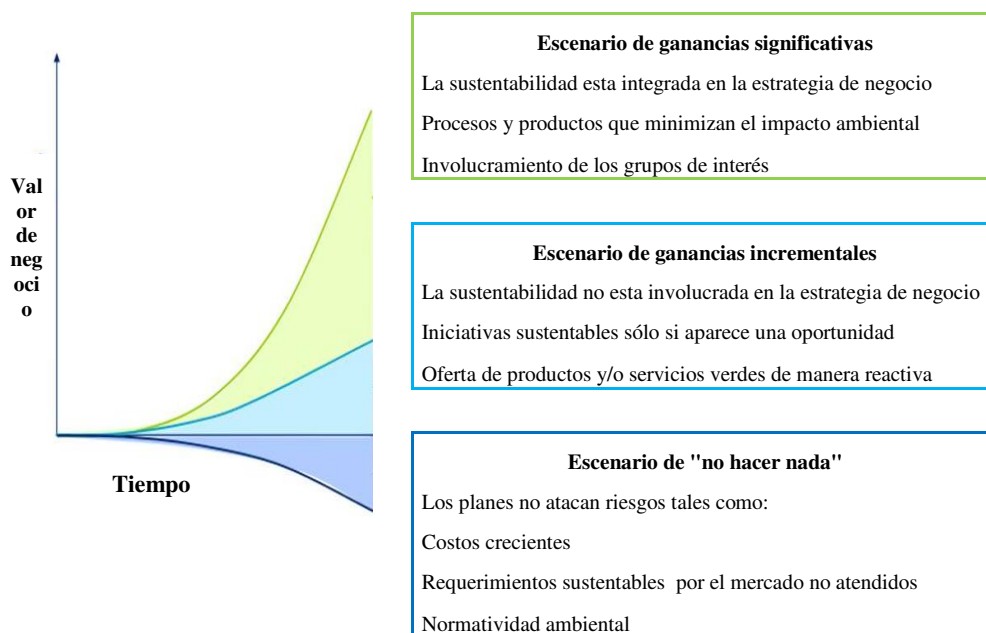 Val
or
de
neg
oci
o
Tiempo
Escenario de ganancias significativas
La sustentabilidad esta integrada en la estrategia de negocio
Procesos y productos que minimizan el impacto ambiental
Involucramiento de los grupos de interés
Escenario de ganancias incrementales
La sustentabilidad no esta involucrada en la estrategia de negocio
Iniciativas sustentables sólo si aparece una oportunidad
Oferta de productos y/o servicios verdes de manera reactiva
Escenario de "no hacer nada"
Los planes no atacan riesgos tales como:
Costos crecientes
Requerimientos sustentables por el mercado no atendidos
Normatividad ambiental